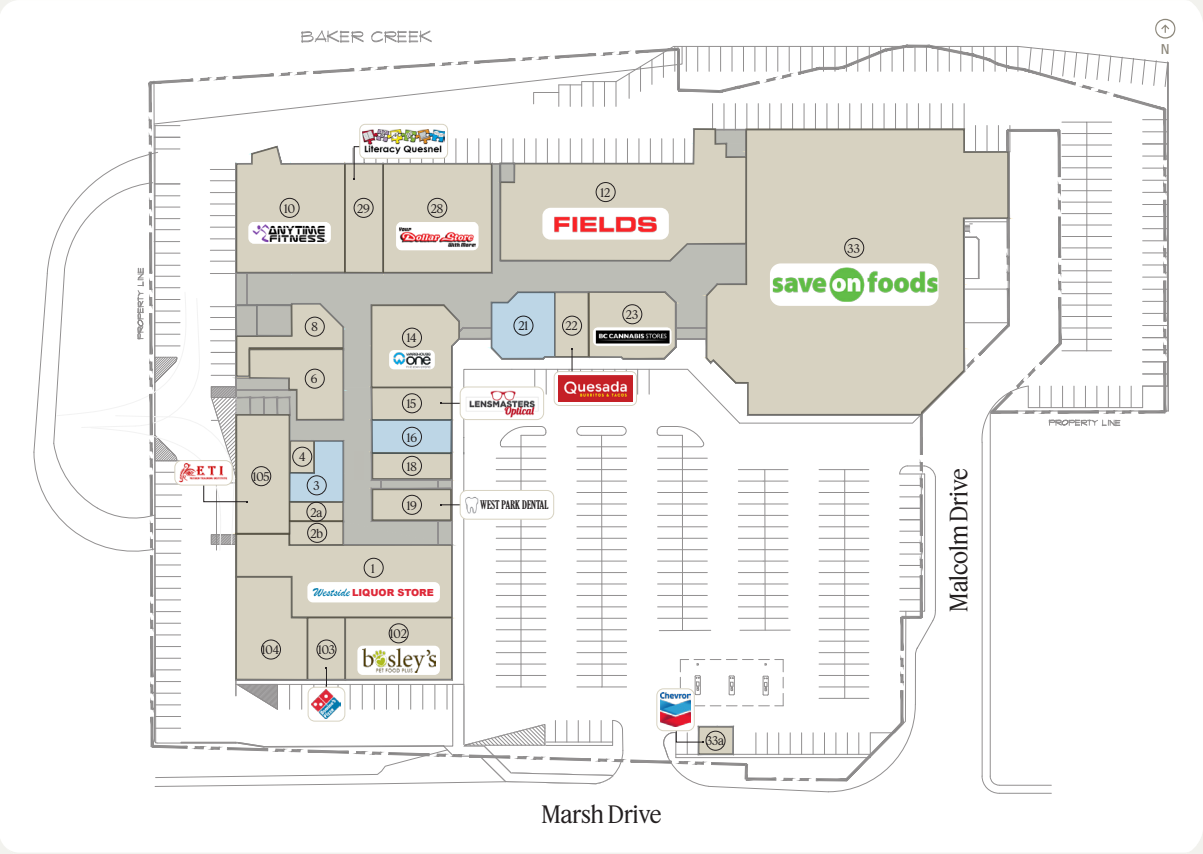 BAKER CREEK
N
Literacy Quesnel
10
ANYTIME
FITNESS
29
28
Your
Dollar Store
With More
12
FIELDS
33
save on foods
PROPERTY LINE
8
14
WAREHOUSE
one
21
22
23
BC CANNABIS STORES
6
Quesada
BURRITOS & TACOS
15
LENSMASTERS
Optical
PROPERTY LINE
16
4
18
ETI
105
3
19
WEST PARK DENTAL
2a
2b
Malcolm Drive
1
Westside LIQUOR STORE
104
103
102
bosley's
PET FOOD PLUS
Domino's
Pizza
Chevron
33a
Marsh Drive